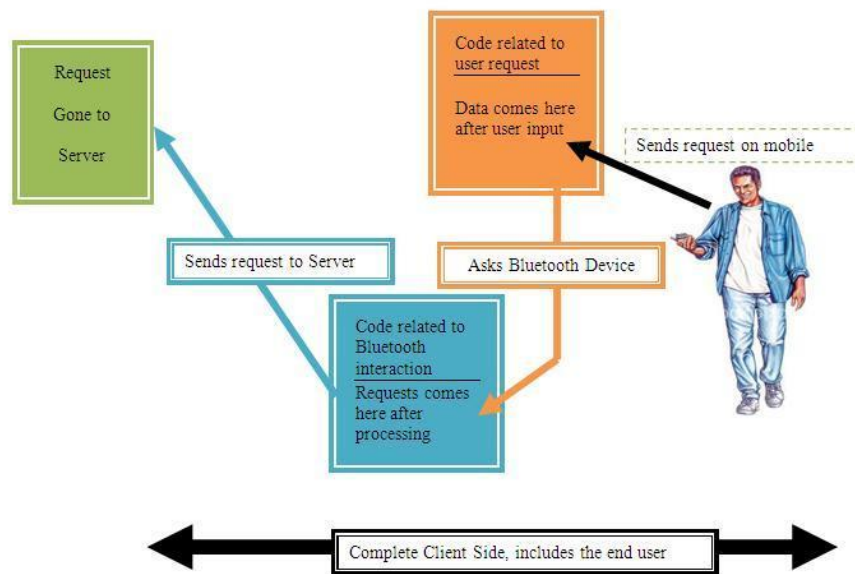 Request
Gone to
Server
Code related to
user request
Data comes here
after user input
Sends request on mobile
Sends request to Server
Asks Bluetooth Device
Code related to
Bluetooth
interaction
Requests comes
here after
processing
Complete Client Side, includes the end user